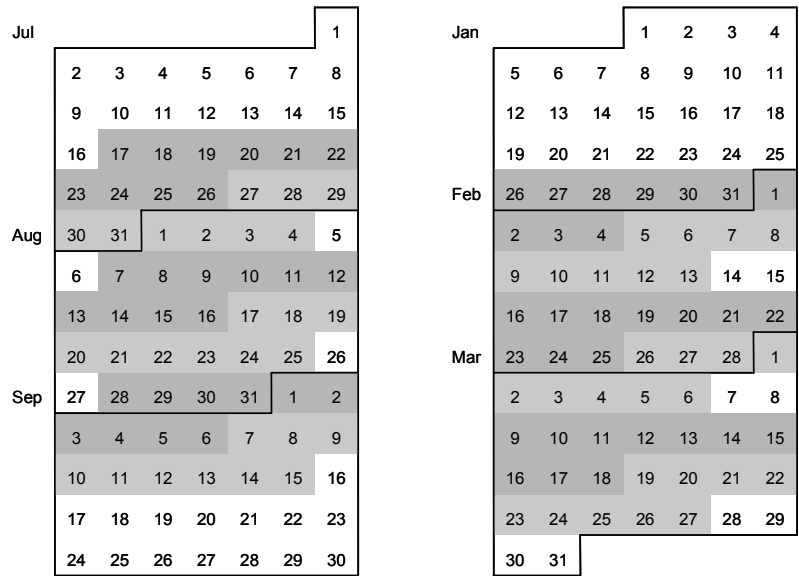 Jul 1
2 3 4 5 6 7 8
9 10 11 12 13 14 15
16 17 18 19 20 21 22
23 24 25 26 27 28 29
Aug 30 31 1 2 3 4 5
6 7 8 9 10 11 12
13 14 15 16 17 18 19
20 21 22 23 24 25 26
Sep 27 28 29 30 31 1 2
3 4 5 6 7 8 9
10 11 12 13 14 15 16
17 18 19 20 21 22 23
24 25 26 27 28 29 30
Jan 1 2 3 4
5 6 7 8 9 10 11
12 13 14 15 16 17 18
19 20 21 22 23 24 25
Feb 26 27 28 29 30 31 1
2 3 4 5 6 7 8
9 10 11 12 13 14 15
16 17 18 19 20 21 22
Mar 23 24 25 26 27 28 1
2 3 4 5 6 7 8
9 10 11 12 13 14 15
16 17 18 19 20 21 22
23 24 25 26 27 28 29
30 31